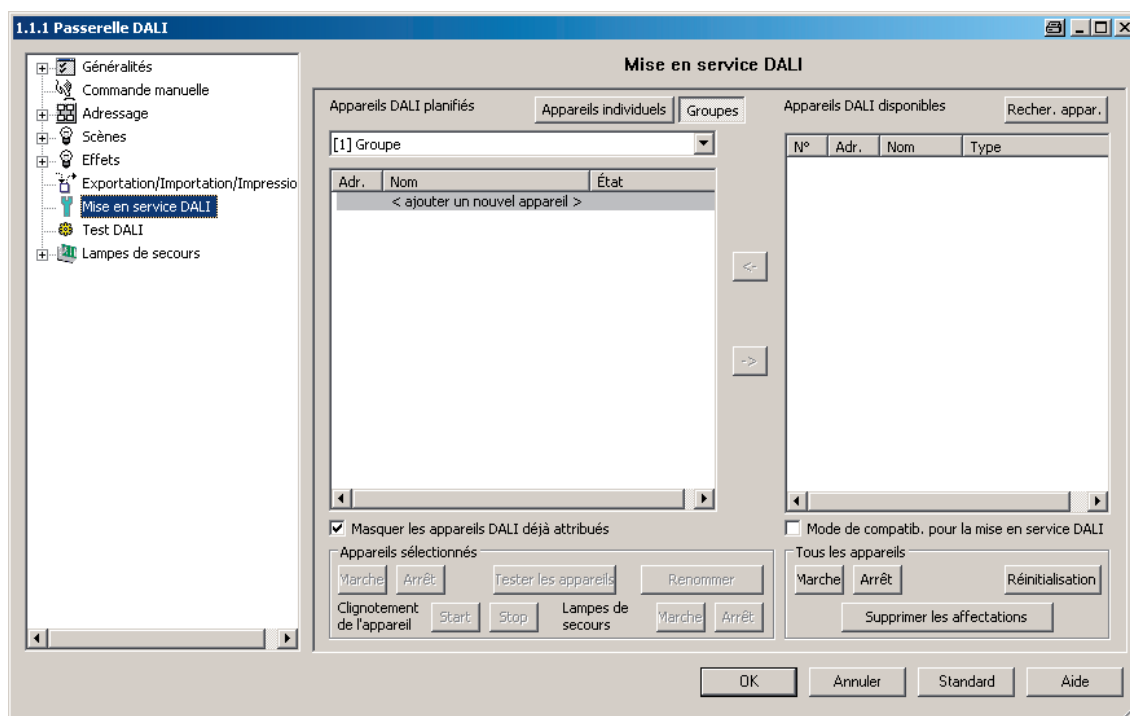 1.1.1 Passerelle DALI
Généralités
Commande manuelle
Adressage
Scènes
Effets
Exportation/Importation/Impressio
Mise en service DALI
Test DALI
Lampes de secours
Mise en service DALI
Appareils DALI planifiés
Appareils individuels
Groupes
[1] Groupe
Adr. Nom État
< ajouter un nouvel appareil >
<-
->
Appareils DALI disponibles
Recher. appar.
N° Adr. Nom Type
Masquer les appareils DALI déjà attribués
Mode de compatib. pour la mise en service DALI
Appareils sélectionnés
Marche Arrêt Tester les appareils Renommer
Clignotement
de l'appareil
Start Stop
Lampes de
secours
Marche Arrêt
Tous les appareils
Marche Arrêt Réinitialisation
Supprimer les affectations
OK Annuler Standard Aide